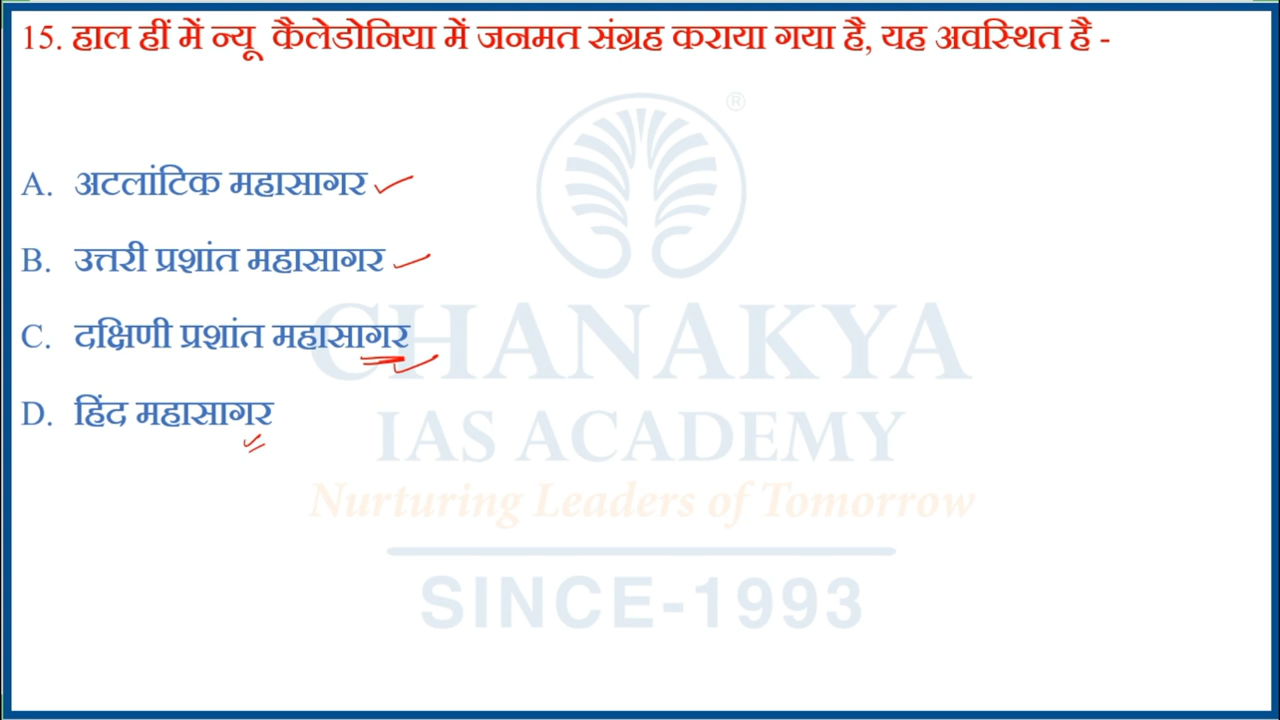 15. हाल हीं में न्यू कैलेडोनिया में जनमत संग्रह कराया गया है, यह अवस्थित है -
A. अटलांटिक महासागर
B. उत्तरी प्रशांत महासागर
C. दक्षिणी प्रशांत महासागर
D. हिंद महासागर
®
CHANAKYA
IAS ACADEMY
Nurturing Leaders of Tomorrow
SINCE-1993